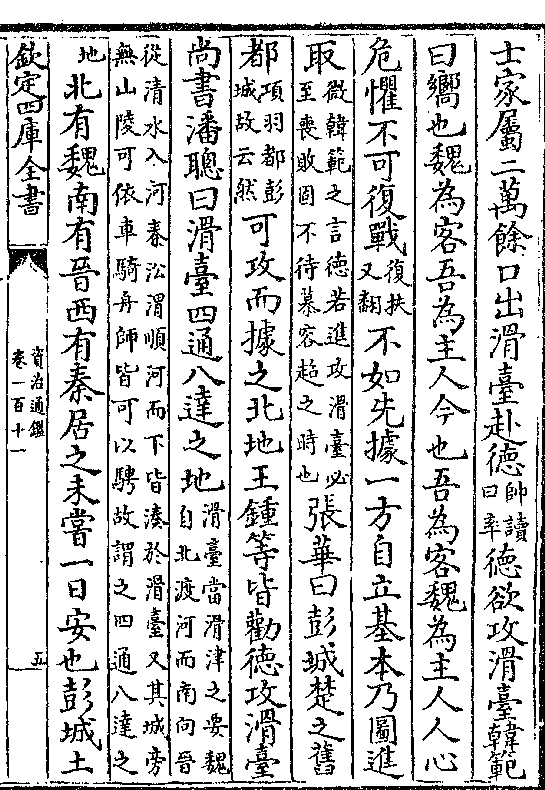 士家屬二萬餘口出滑臺赴德帥讀曰率德欲攻滑臺韓範
曰嚮也魏為客吾為主人今也吾為客魏為主人人心
危懼不可復戰復扶又翻不如先據一方自立基本乃圖進
取微韓範之言德若進攻滑臺必至喪敗固不待慕容超之時也張華曰彭城楚之舊
都項羽都彭城故云然可攻而據之北地王鍾等皆勸德攻滑臺
尚書潘聰曰滑臺四通八達之地滑臺當滑津之要魏自北渡河而南向晉
從清水入河秦沿渭順河而下皆湊於滑臺又其城旁無山陵可依車騎舟師皆可以騁故謂之四通八達之
地北有魏南有晉西有秦居之未嘗一日安也彭城土
欽定四庫全書
資治通鑑
卷一百十一
五